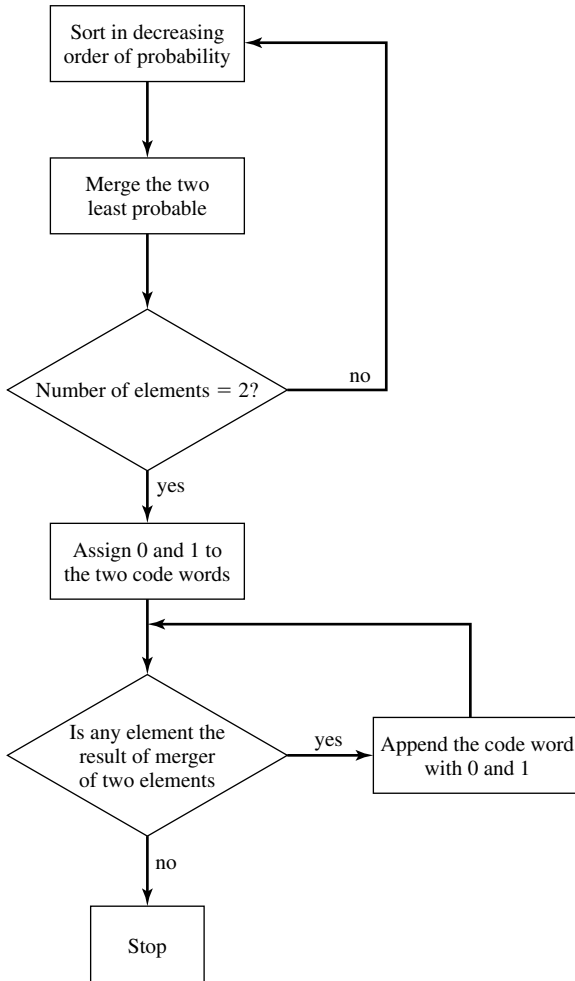 Sort in decreasing
order of probability
Merge the two
least probable
Number of elements = 2?
no
yes
Assign 0 and 1 to
the two code words
Is any element the
result of merger
of two elements
yes
Append the code word
with 0 and 1
no
Stop